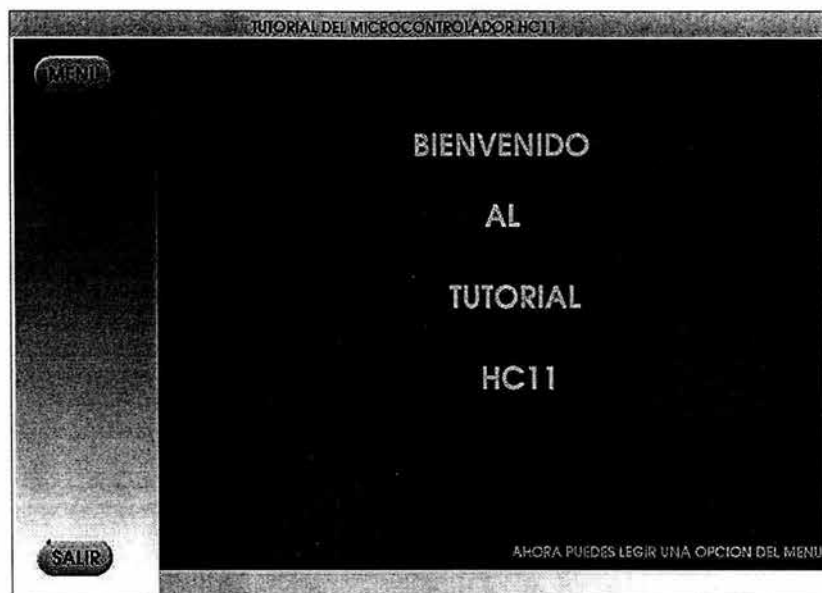 TUTORIAL DEL MICROCONTROLADOR HC11
MENU
BIENVENIDO
AL
TUTORIAL
HC11
SALIR
AHORA PUEDES LEGIR UNA OPCION DEL MENU